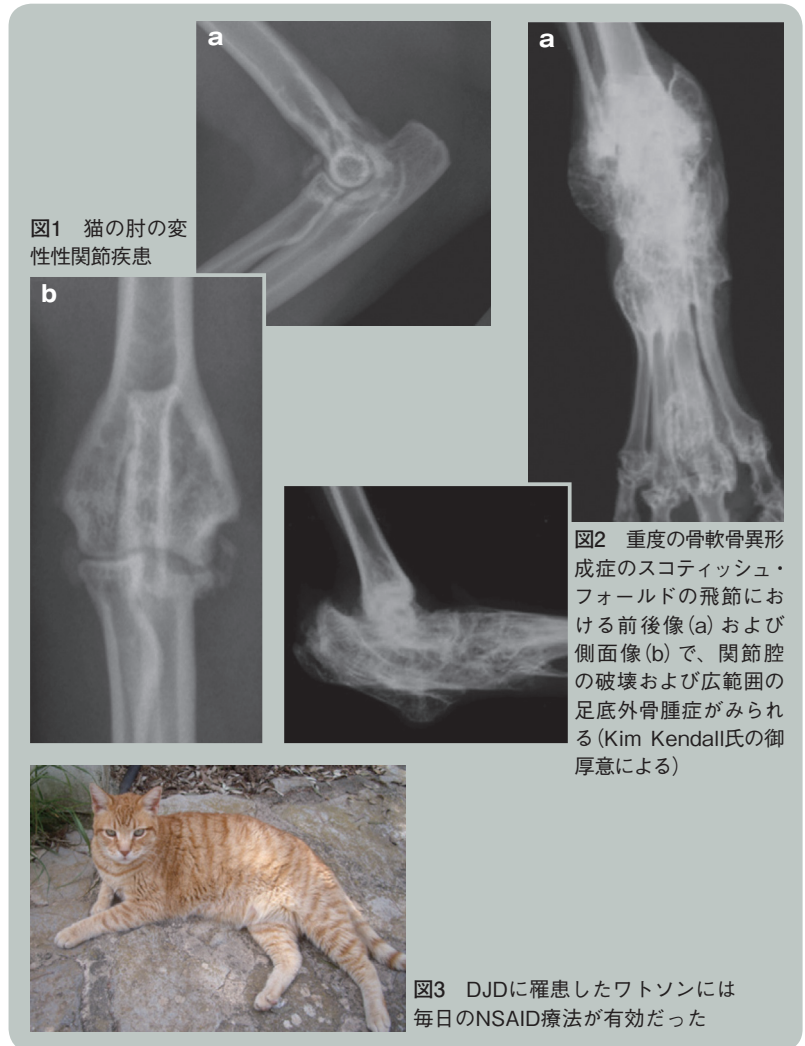 a
a
図1　猫の肘の変
性性関節疾患
b
図2　重度の骨軟骨異形
成症のスコティッシュ・
フォールドの飛節にお
ける前後像(a) および
側面像(b) で、関節腔
の破壊および広範囲の
足底外骨腫症がみられ
る(Kim Kendall氏の御
厚意による)
図3　DJDに罹患したワトソンには
毎日のNSAID療法が有効だった